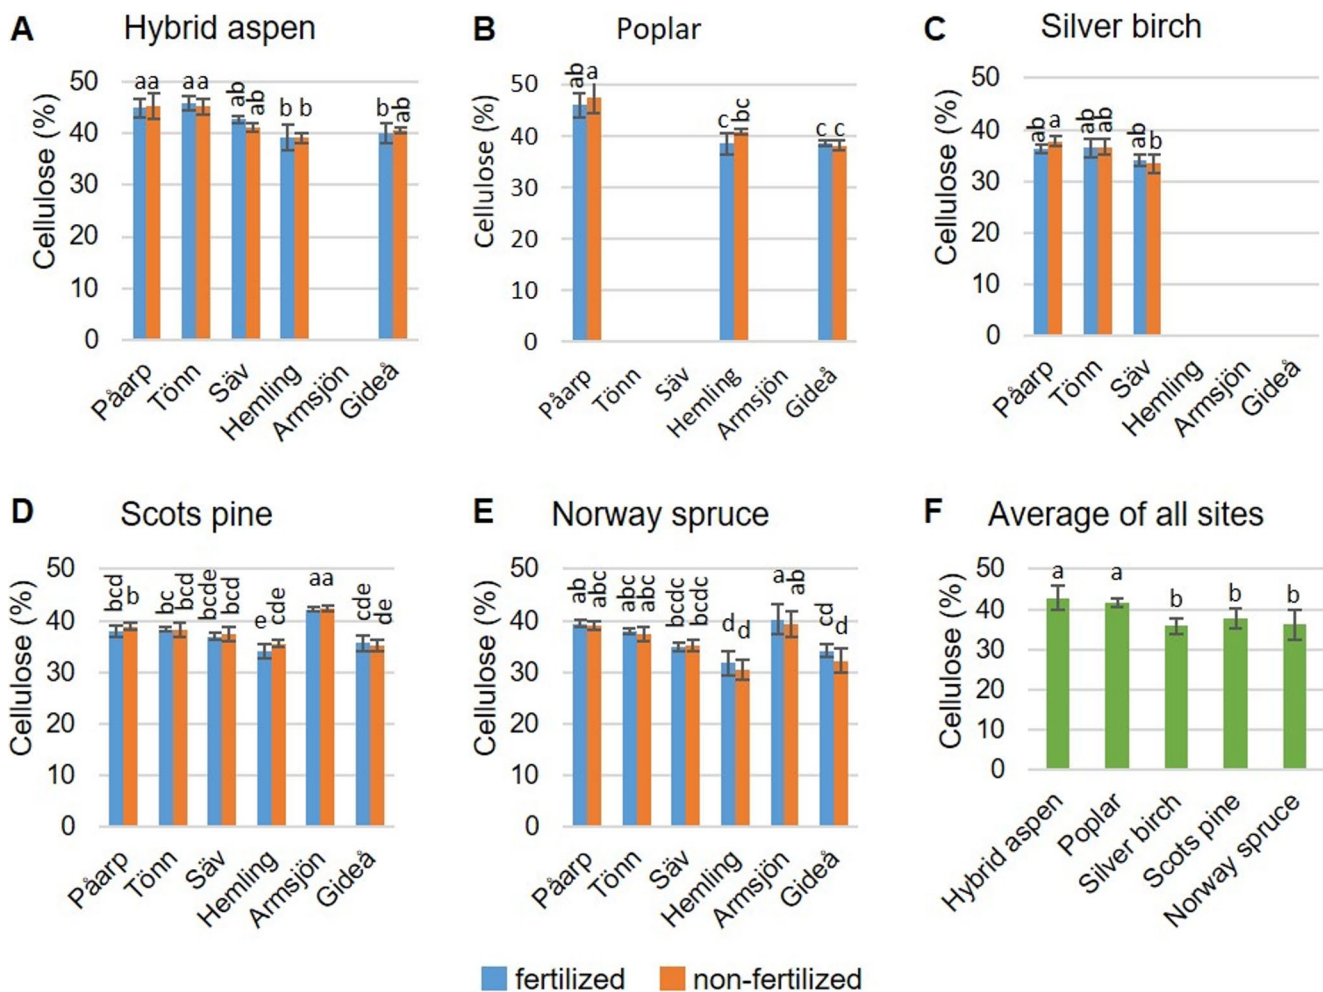 A Hybrid aspen
Cellulose (%)
50
40
30
20
10
0
a a
a a
ab ab
b b
b ab
Påarp
Tönn
Säv
Hemling
Armsjön
Gideå
B Poplar
Cellulose (%)
50
40
30
20
10
0
ab a
c bc
c c
Påarp
Tönn
Säv
Hemling
Armsjön
Gideå
C Silver birch
Cellulose (%)
50
40
30
20
10
0
ab a
ab ab
ab b
Påarp
Tönn
Säv
Hemling
Armsjön
Gideå
D Scots pine
Cellulose (%)
50
40
30
20
10
0
bcd b
bc bcd
bcde bcd
e cde
a a
cde de
Påarp
Tönn
Säv
Hemling
Armsjön
Gideå
E Norway spruce
Cellulose (%)
50
40
30
20
10
0
ab abc
abc abc
bcdc bcdc
d d
a ab
cd d
Påarp
Tönn
Säv
Hemling
Armsjön
Gideå
F Average of all sites
Cellulose (%)
50
40
30
20
10
0
a
a
b
b
b
Hybrid aspen
Poplar
Silver birch
Scots pine
Norway spruce
fertilized non-fertilized